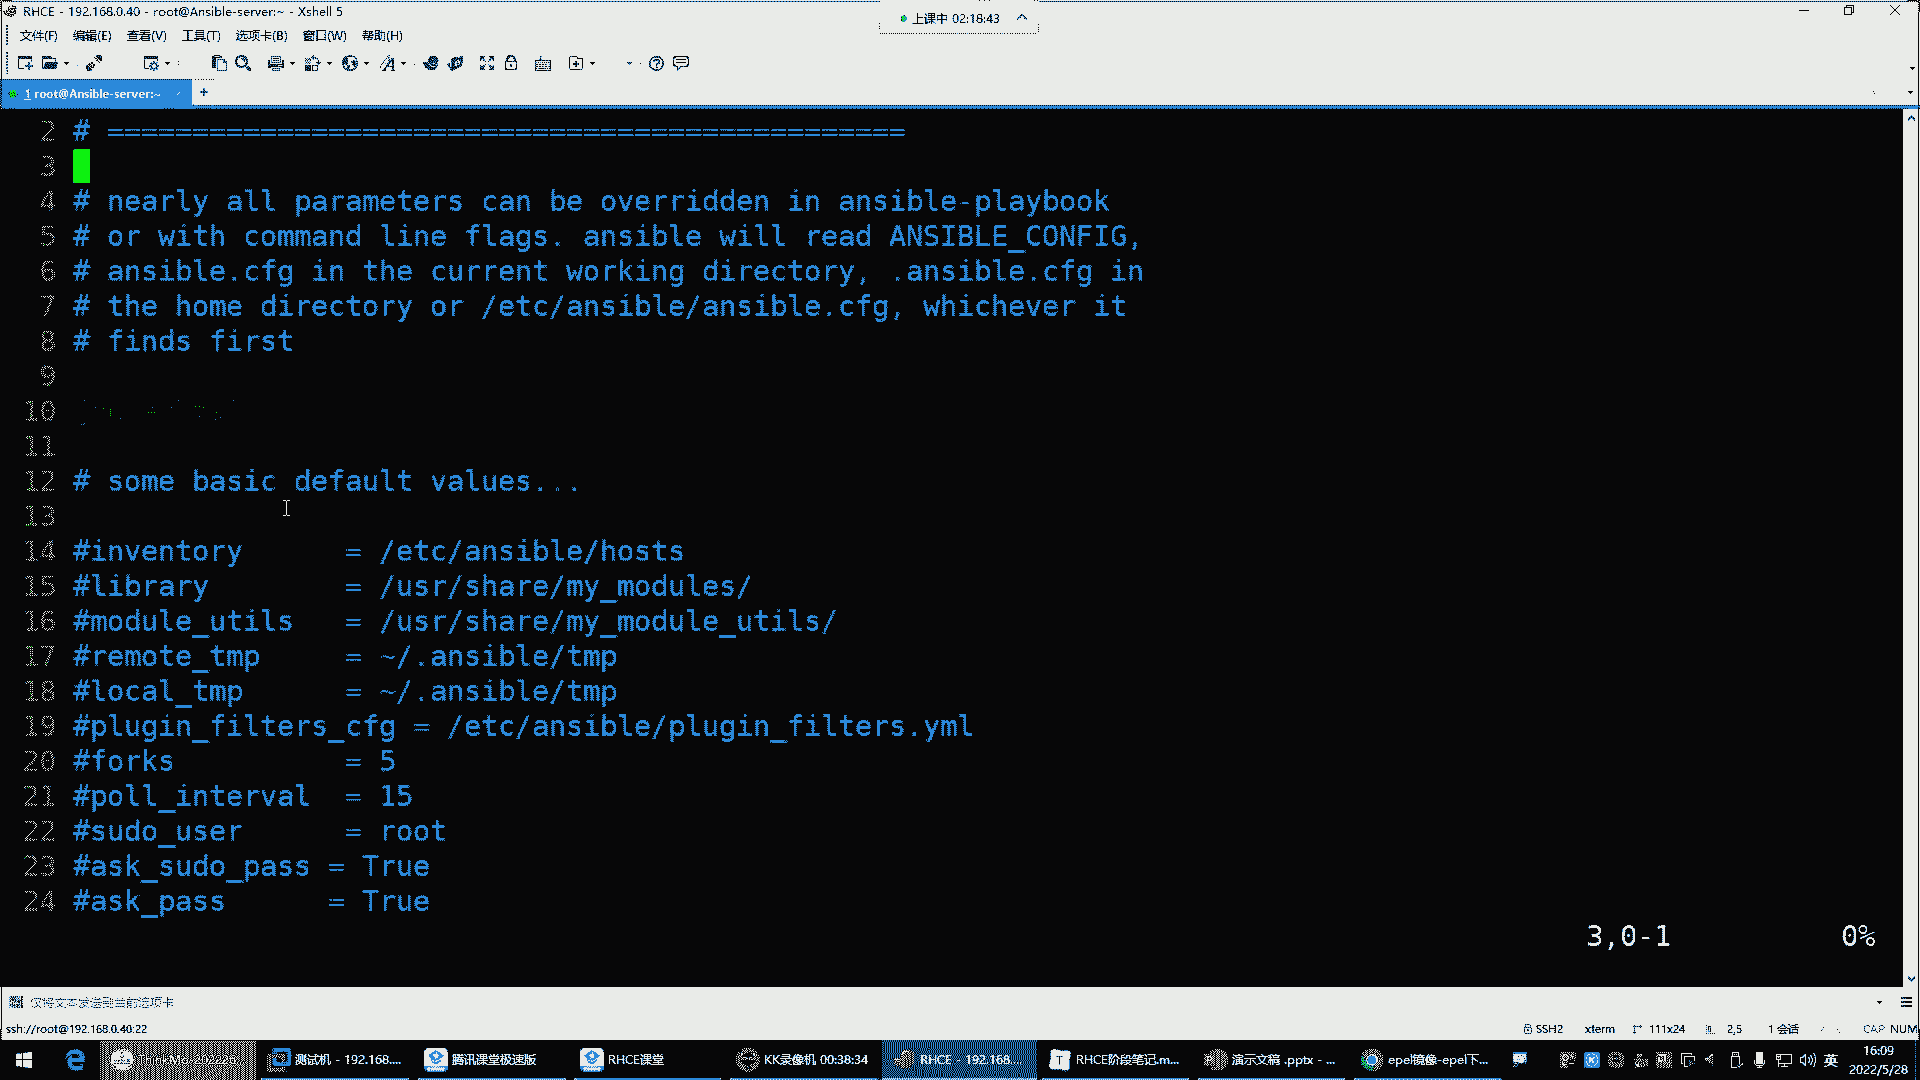 RHCE - 192.168.0.40 - root@Ansible-server:~ - Xshell 5
上课中 02:18:43
文件(F) 编辑(E) 查看(V) 工具(T) 选项卡(B) 窗口(W) 帮助(H)
1 root@Ansible-server:~
2 # ===============================================
3
4 # nearly all parameters can be overridden in ansible-playbook
5 # or with command line flags. ansible will read ANSIBLE_CONFIG,
6 # ansible.cfg in the current working directory, .ansible.cfg in
7 # the home directory or /etc/ansible/ansible.cfg, whichever it
8 # finds first
9
10
11
12 # some basic default values...
13
14 #inventory      = /etc/ansible/hosts
15 #library        = /usr/share/my_modules/
16 #module_utils   = /usr/share/my_module_utils/
17 #remote_tmp     = ~/.ansible/tmp
18 #local_tmp      = ~/.ansible/tmp
19 #plugin_filters_cfg = /etc/ansible/plugin_filters.yml
20 #forks          = 5
21 #poll_interval  = 15
22 #sudo_user      = root
23 #ask_sudo_pass = True
24 #ask_pass      = True
3,0-1 0%
仅将文本发送到当前选项卡
ssh://root@192.168.0.40:22 SSH2 xterm 111x24 2,5 1 会话 CAP NUM
测试机 - 192.168.... 腾讯课堂极速版 RHCE课堂 KK录像机 00:38:34 RHCE - 192.168.... RHCE阶段笔记.m... 演示文稿 .pptx - ... epel镜像-epel下... 英 16:09
2022/5/28